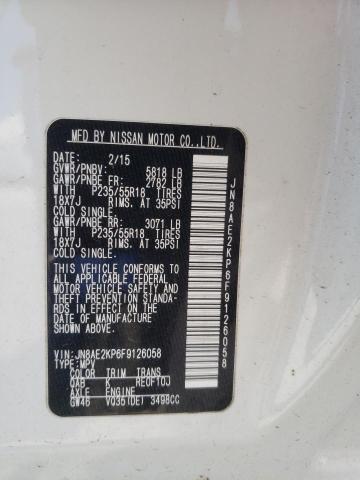 MFD BY NISSAN MOTOR CO.,LTD.
DATE: 2/15
GVWR/PNBV: 5818 LB
GAWR/PNBE FR: 2782 LB
WITH P235/55R18 TIRES
18X7J RIMS. AT 35PSI
COLD SINGLE.
GAWR/PNBE RR: 3071 LB
WITH P235/55R18 TIRES
18X7J RIMS. AT 35PSI
COLD SINGLE.
THIS VEHICLE CONFORMS
TO ALL APPLICABLE FEDERAL
MOTOR VEHICLE SAFETY AND
THEFT PREVENTION STANDA-
RDS IN EFFECT ON THE
DATE OF MANUFACTURE SHOWN
ABOVE.
VIN:JN8AE2KP6F9126058
TYPE:MPV
COLOR TRIM TRANS
QAB K RE0F10J
AXLE ENGINE
GW46 VQ35(DE) 3498CC
JN8AE2KP6F9126058